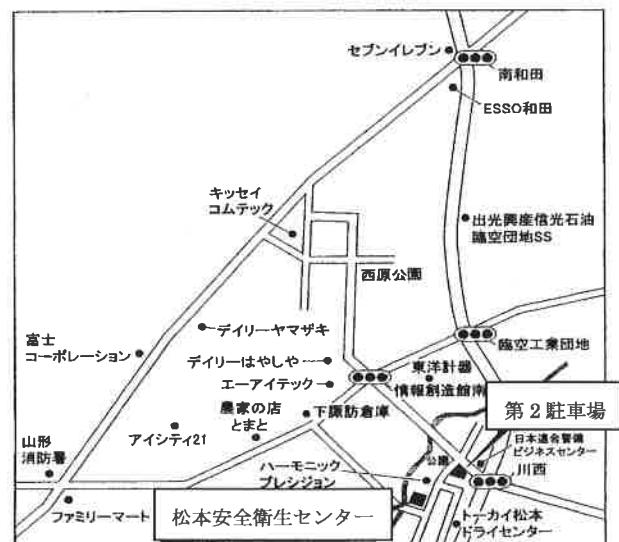 セブンイレブン
南和田
ESSO和田
キッセイ
コムテック
出光興産信光石油
臨空団地SS
西原公園
デイリーヤマザキ
富士
コーポレーション
臨空工業団地
デイリーはやしや
東洋計器
エーアイテック
情報創造館南
農家の店
とまと
下諏訪倉庫
第2駐車場
アイシティ21
山形
消防署
日本連合警備
ビジネスセンター
公園
ハーモニック
プレシジョン
川西
ファミリーマート
松本安全衛生センター
トーカイ松本
ドライセンター